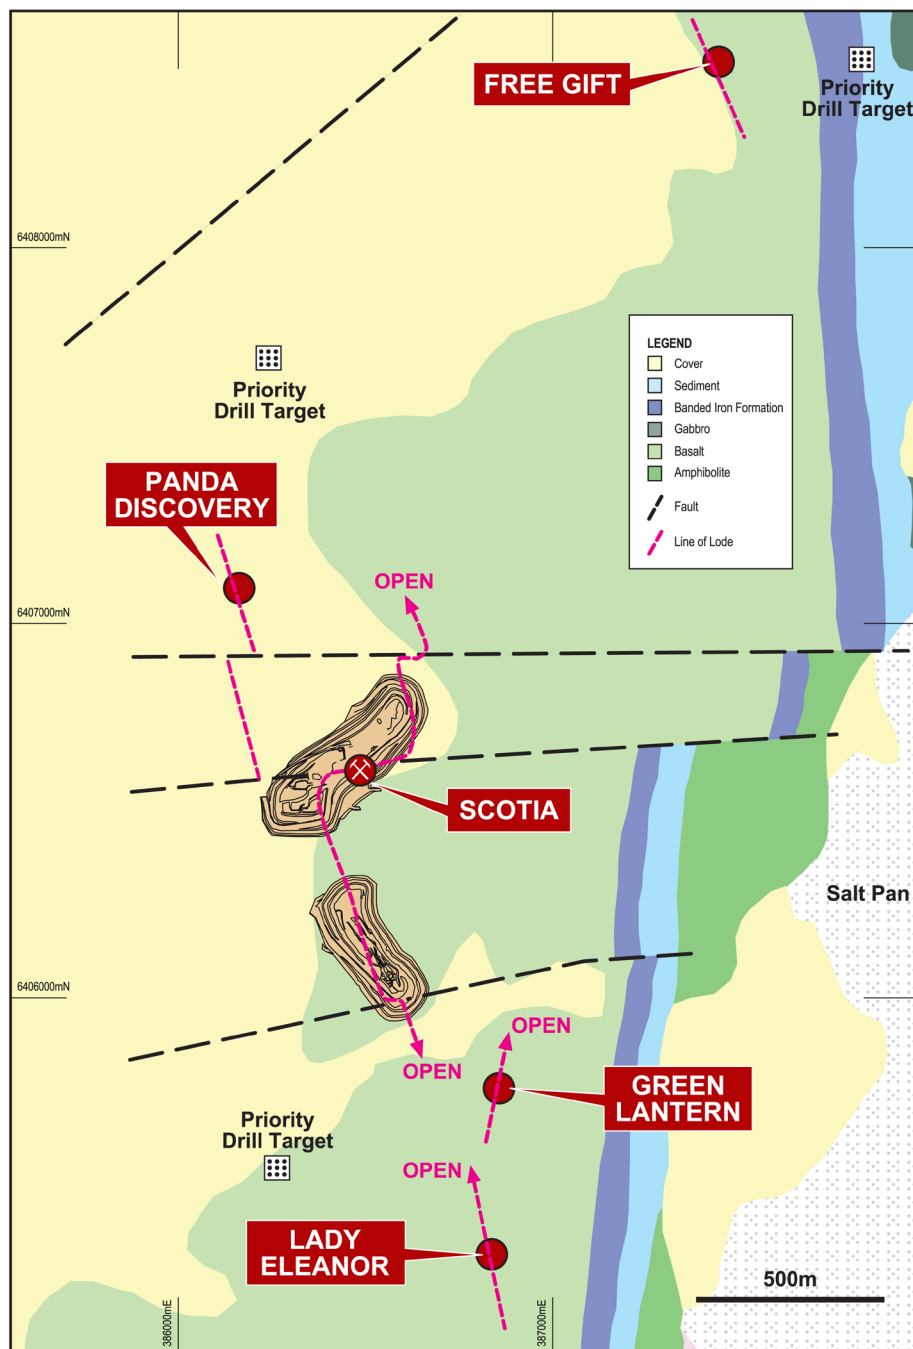 FREE GIFT
Priority
Drill Target
6408000mN
LEGEND
Cover
Sediment
Banded Iron Formation
Gabbro
Basalt
Amphibolite
Fault
Line of Lode
Priority
Drill Target
PANDA
DISCOVERY
OPEN
6407000mN
SCOTIA
Salt Pan
6406000mN
OPEN
OPEN
GREEN
LANTERN
Priority
Drill Target
OPEN
LADY
ELEANOR
500m
386000mE
387000mE